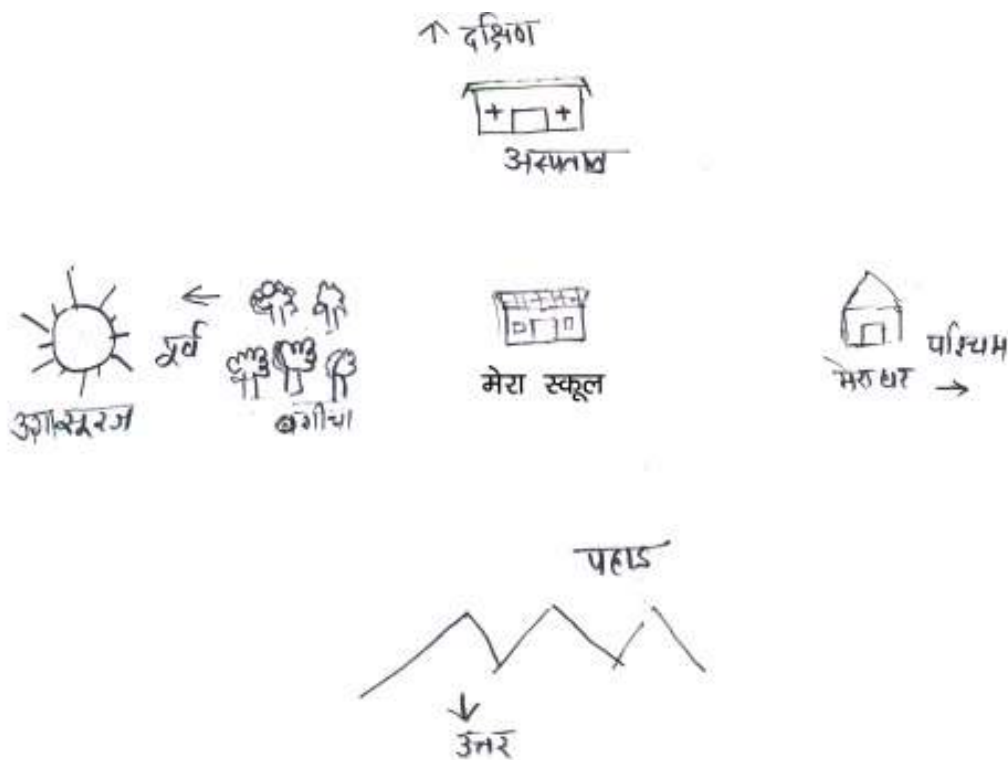 ↑ दक्षिण
अस्पताल
←
पूर्व
उगता सूरज
बगीचा
मेरा स्कूल
मेरा घर
पश्चिम
→
पहाड
↓
उत्तर